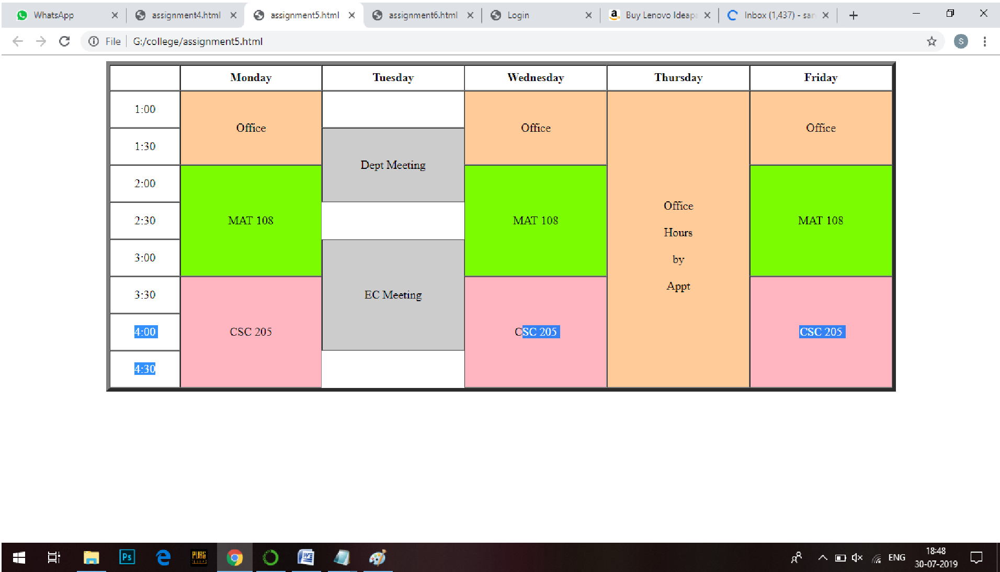 WhatsApp
assignment4.html
assignment5.html
assignment6.html
Login
Buy Lenovo Ideapa
Inbox (1,437) - san
File
G:/college/assignment5.html
S
Monday Tuesday Wednesday Thursday Friday
1:00
Office
Office
Office
1:30
Dept Meeting
2:00
Office
2:30
MAT 108
MAT 108
MAT 108
Hours
3:00
by
3:30
EC Meeting
Appt
4:00
CSC 205
CSC 205
CSC 205
4:30
Ps
PUBG
ENG
18:48
30-07-2019